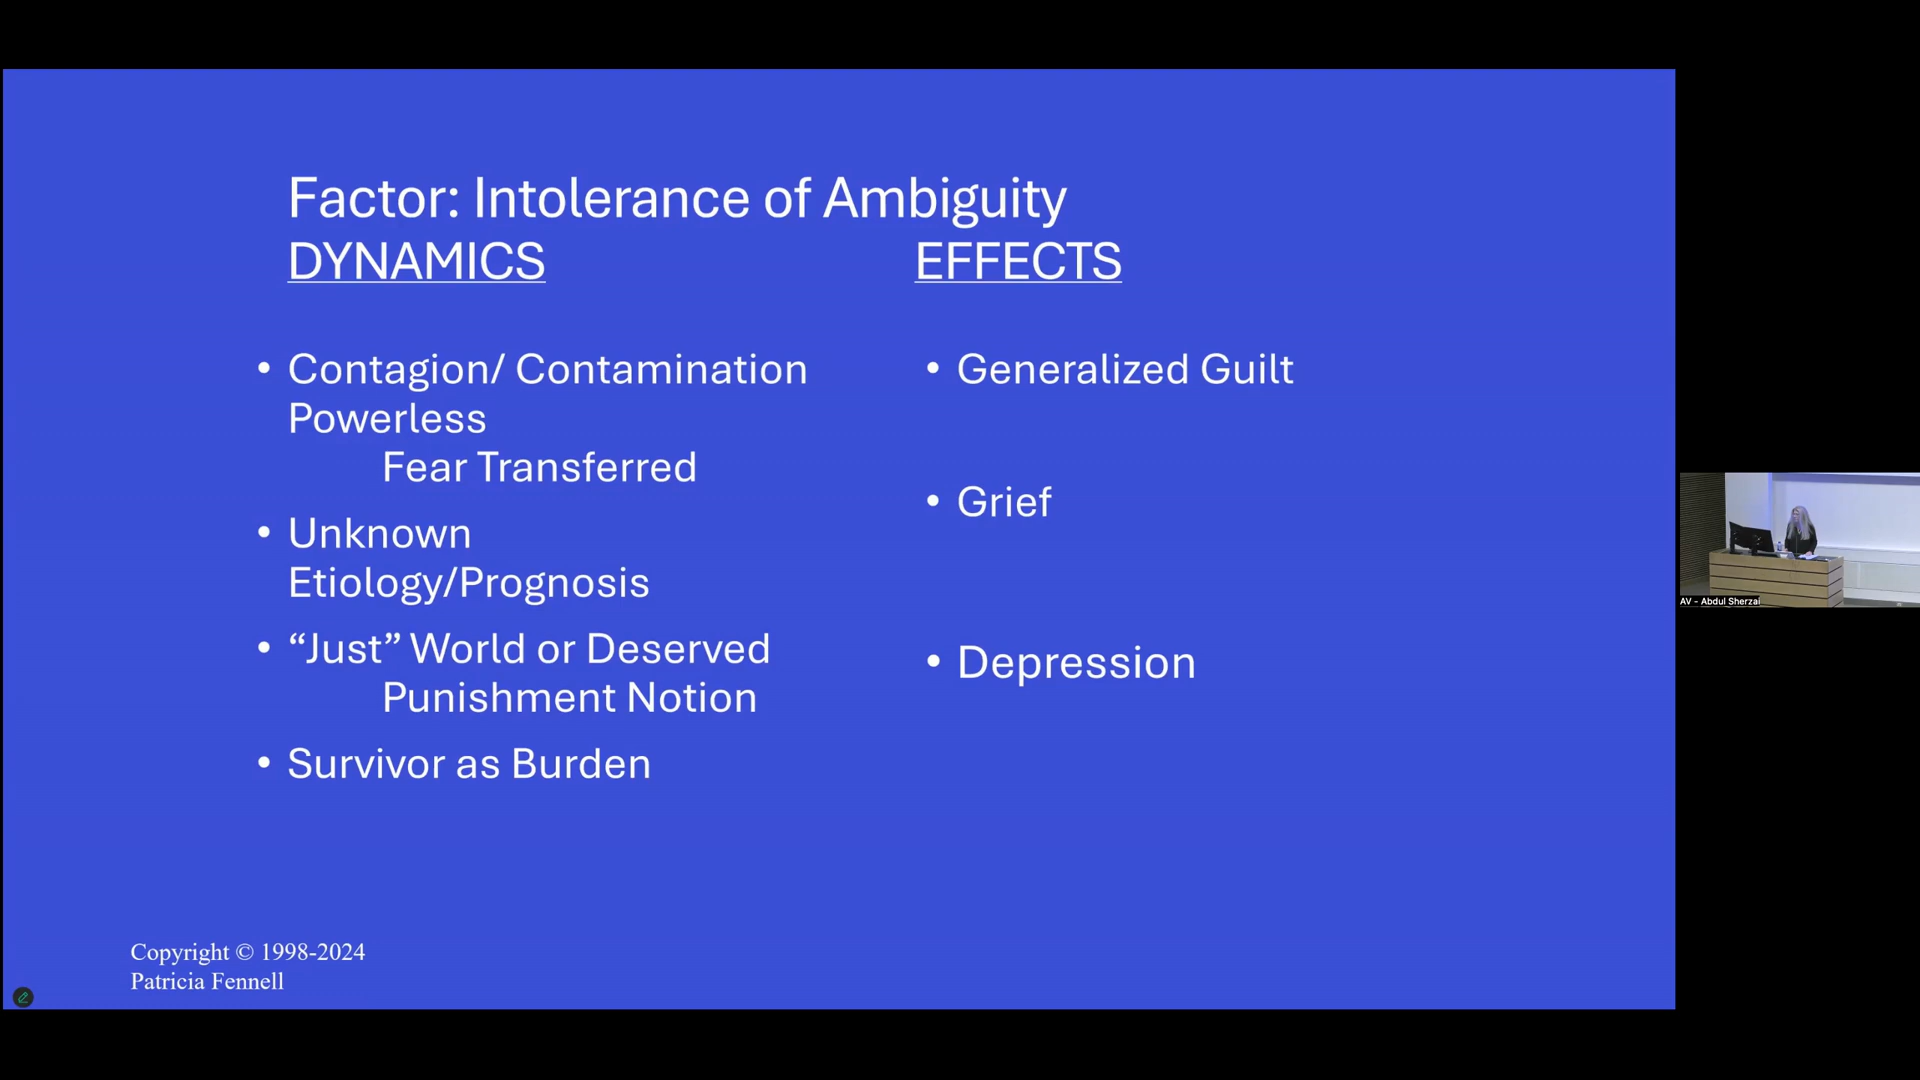 Factor: Intolerance of Ambiguity
DYNAMICS
EFFECTS
• Contagion/ Contamination
Powerless
Fear Transferred
• Unknown
Etiology/Prognosis
• “Just” World or Deserved
Punishment Notion
• Survivor as Burden
• Generalized Guilt
• Grief
• Depression
Copyright © 1998-2024
Patricia Fennell
AV - Abdul Sherzai